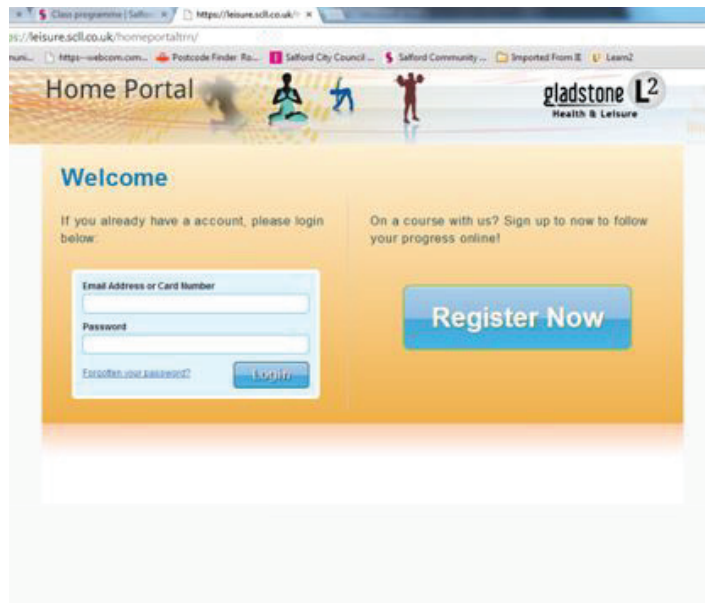 Class programme | Salfor
https://leisure.scll.co.uk/
ps://leisure.scll.co.uk/homeportaltrn/
https--webcom.com... Postcode Finder Ro... Salford City Council ... Salford Community ... Imported From IE Learn2
Home Portal
gladstone L2
Health & Leisure
Welcome
If you already have a account, please login
below:
On a course with us? Sign up to now to follow
your progress online!
Email Address or Card Number
Password
Forgotten your password?
Login
Register Now